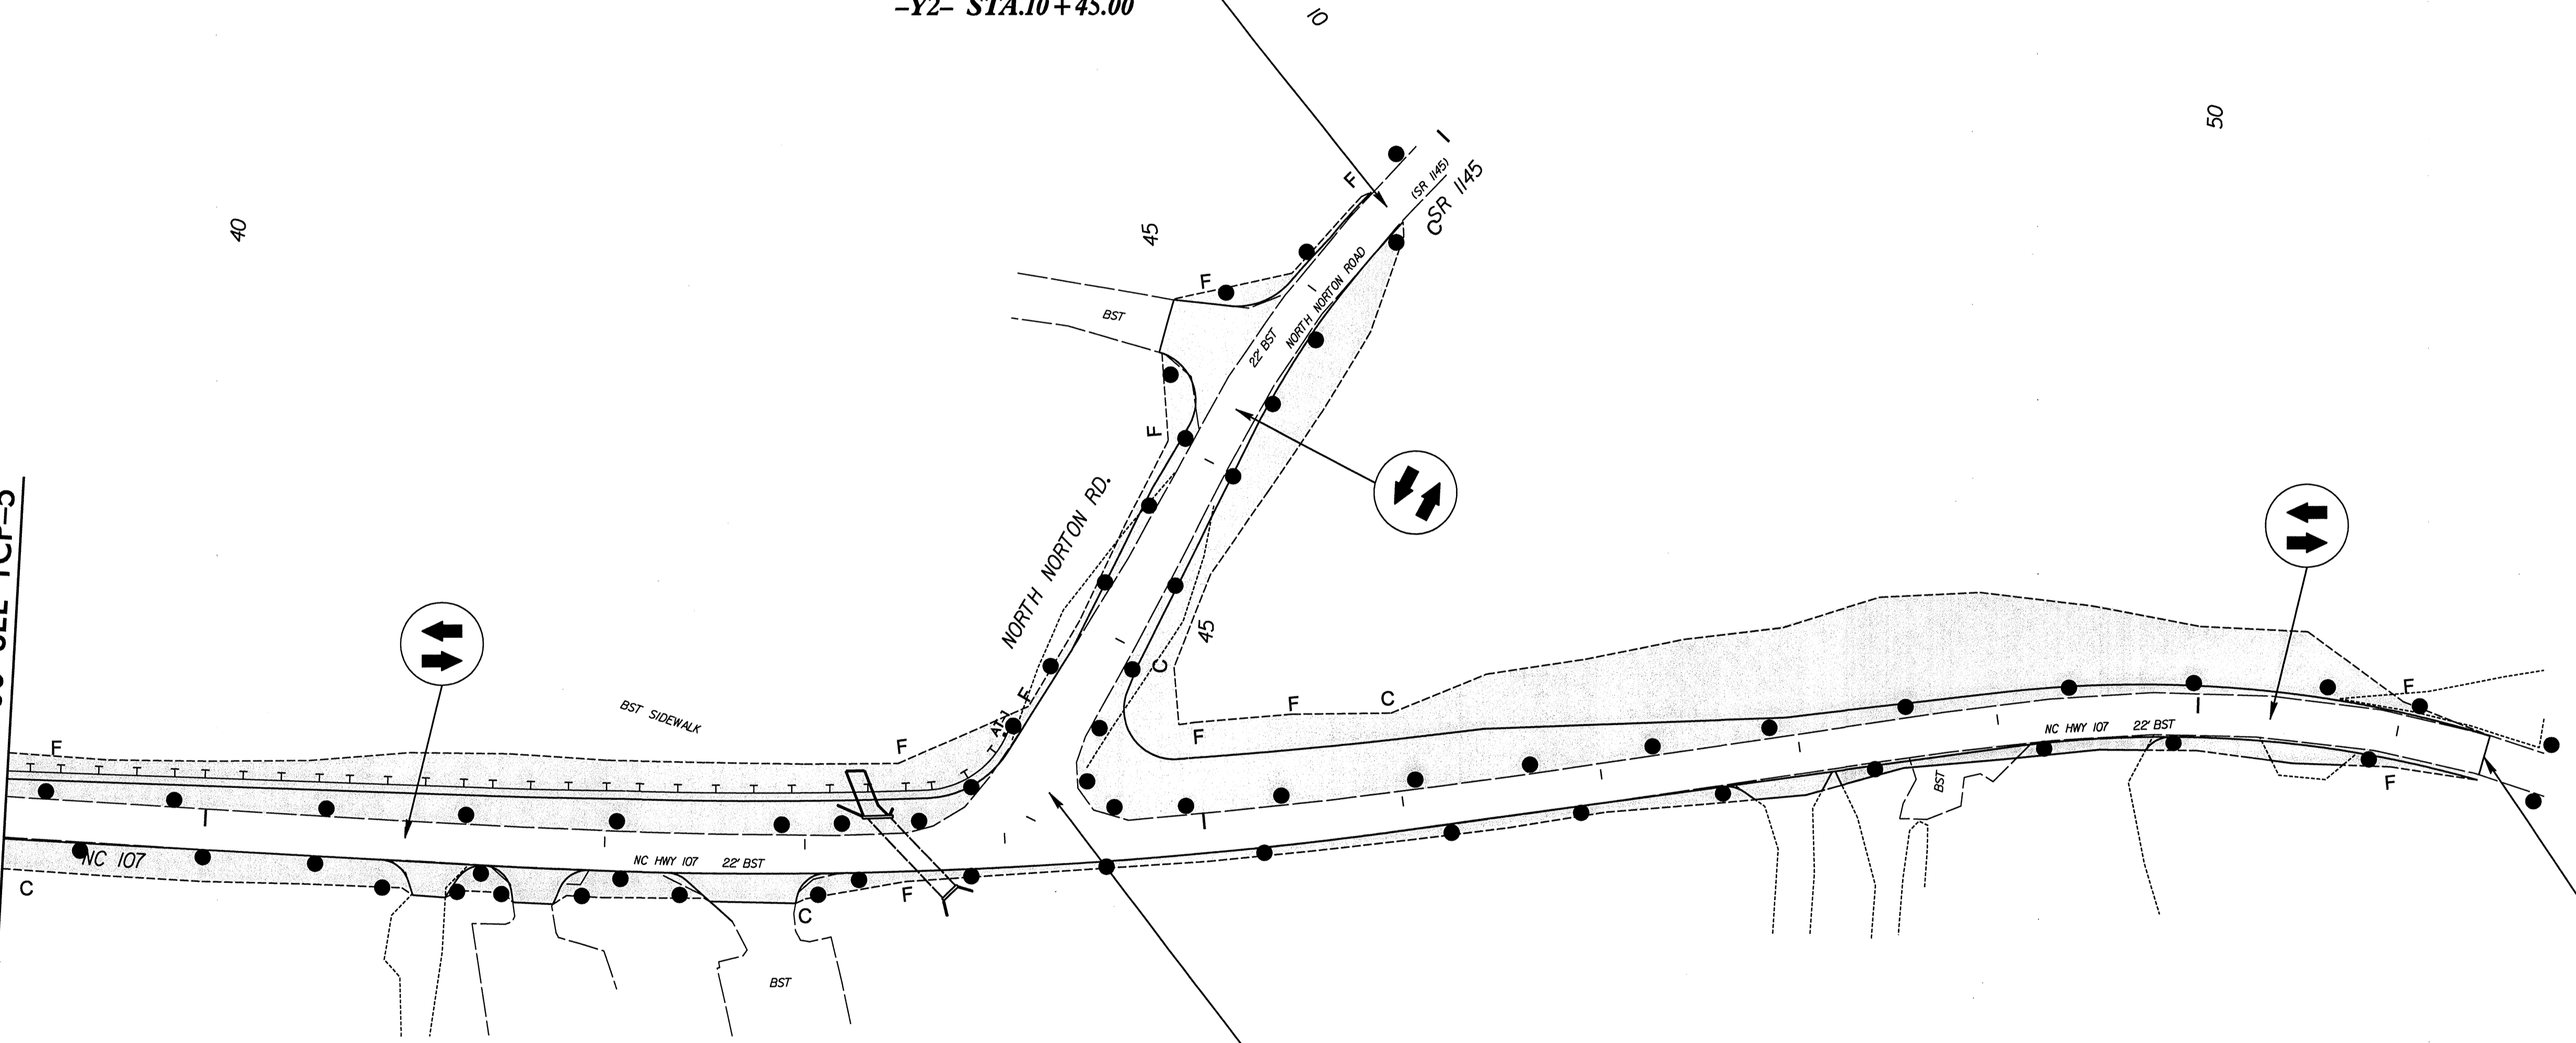 –Y2– STA.10+45.00
10
50
40
45
F
(SR 1145)
SR 1145
C
F
BST
22' BST
NORTH NORTON ROAD
F
NORTH NORTON RD.
45
C
F
F
C
F
F
BST SIDEWALK
F
F
NC HWY 107 22' BST
BST
F
NC 107
NC HWY 107 22' BST
C
F
C
BST